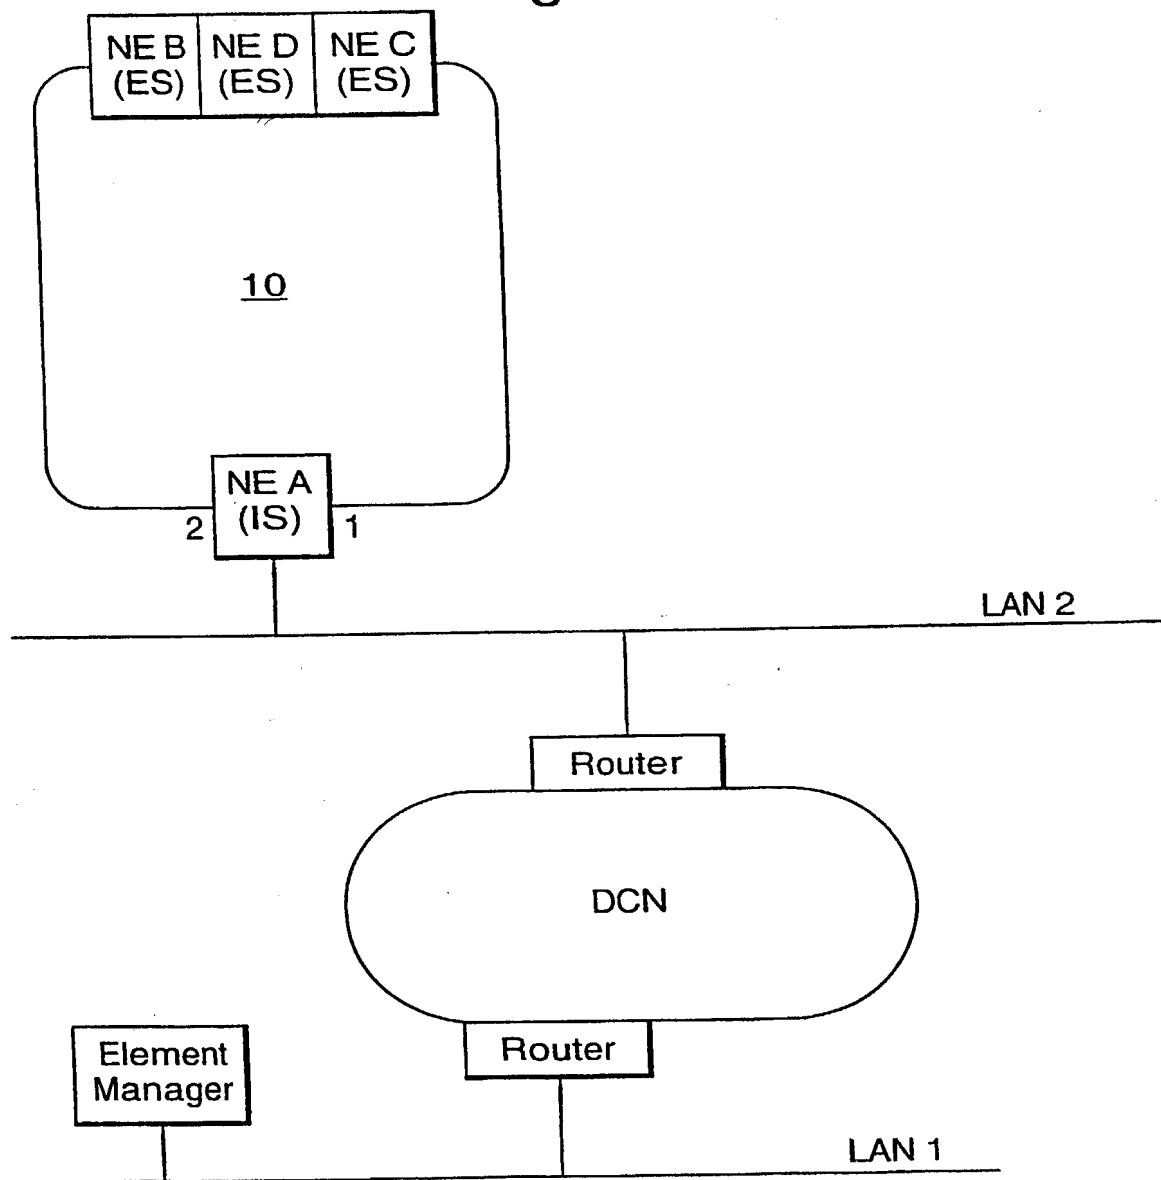 NE B
(ES)
NE D
(ES)
NE C
(ES)
10
NE A
(IS)
2
1
LAN 2
Router
DCN
Router
Element
Manager
LAN 1